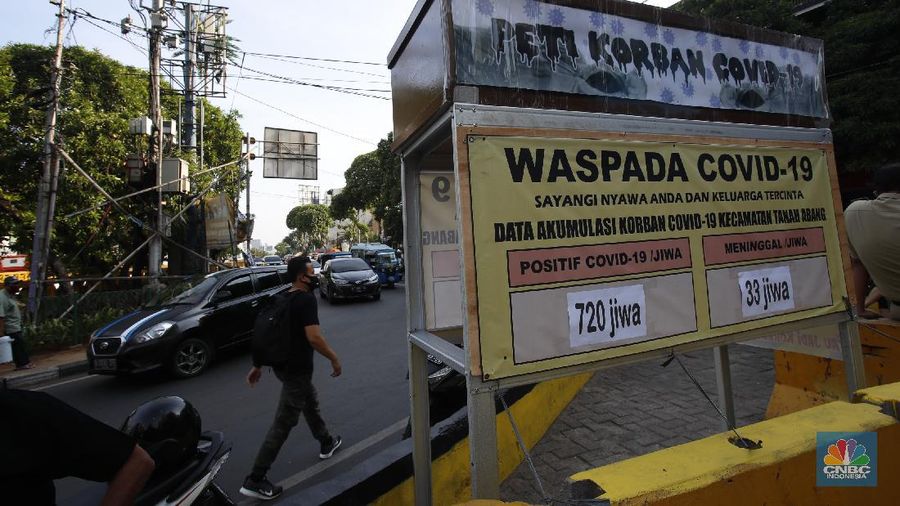 PETI KORBAN COVID-19
WASPADA COVID-19
SAYANGI NYAWA ANDA DAN KELUARGA TERCINTA
DATA AKUMULASI KORBAN COVID-19 KECAMATAN TANAH ABANG
POSITIF COVID-19 /JIWA
MENINGGAL /JIWA
720 jiwa
33 jiwa
CNBC
INDONESIA